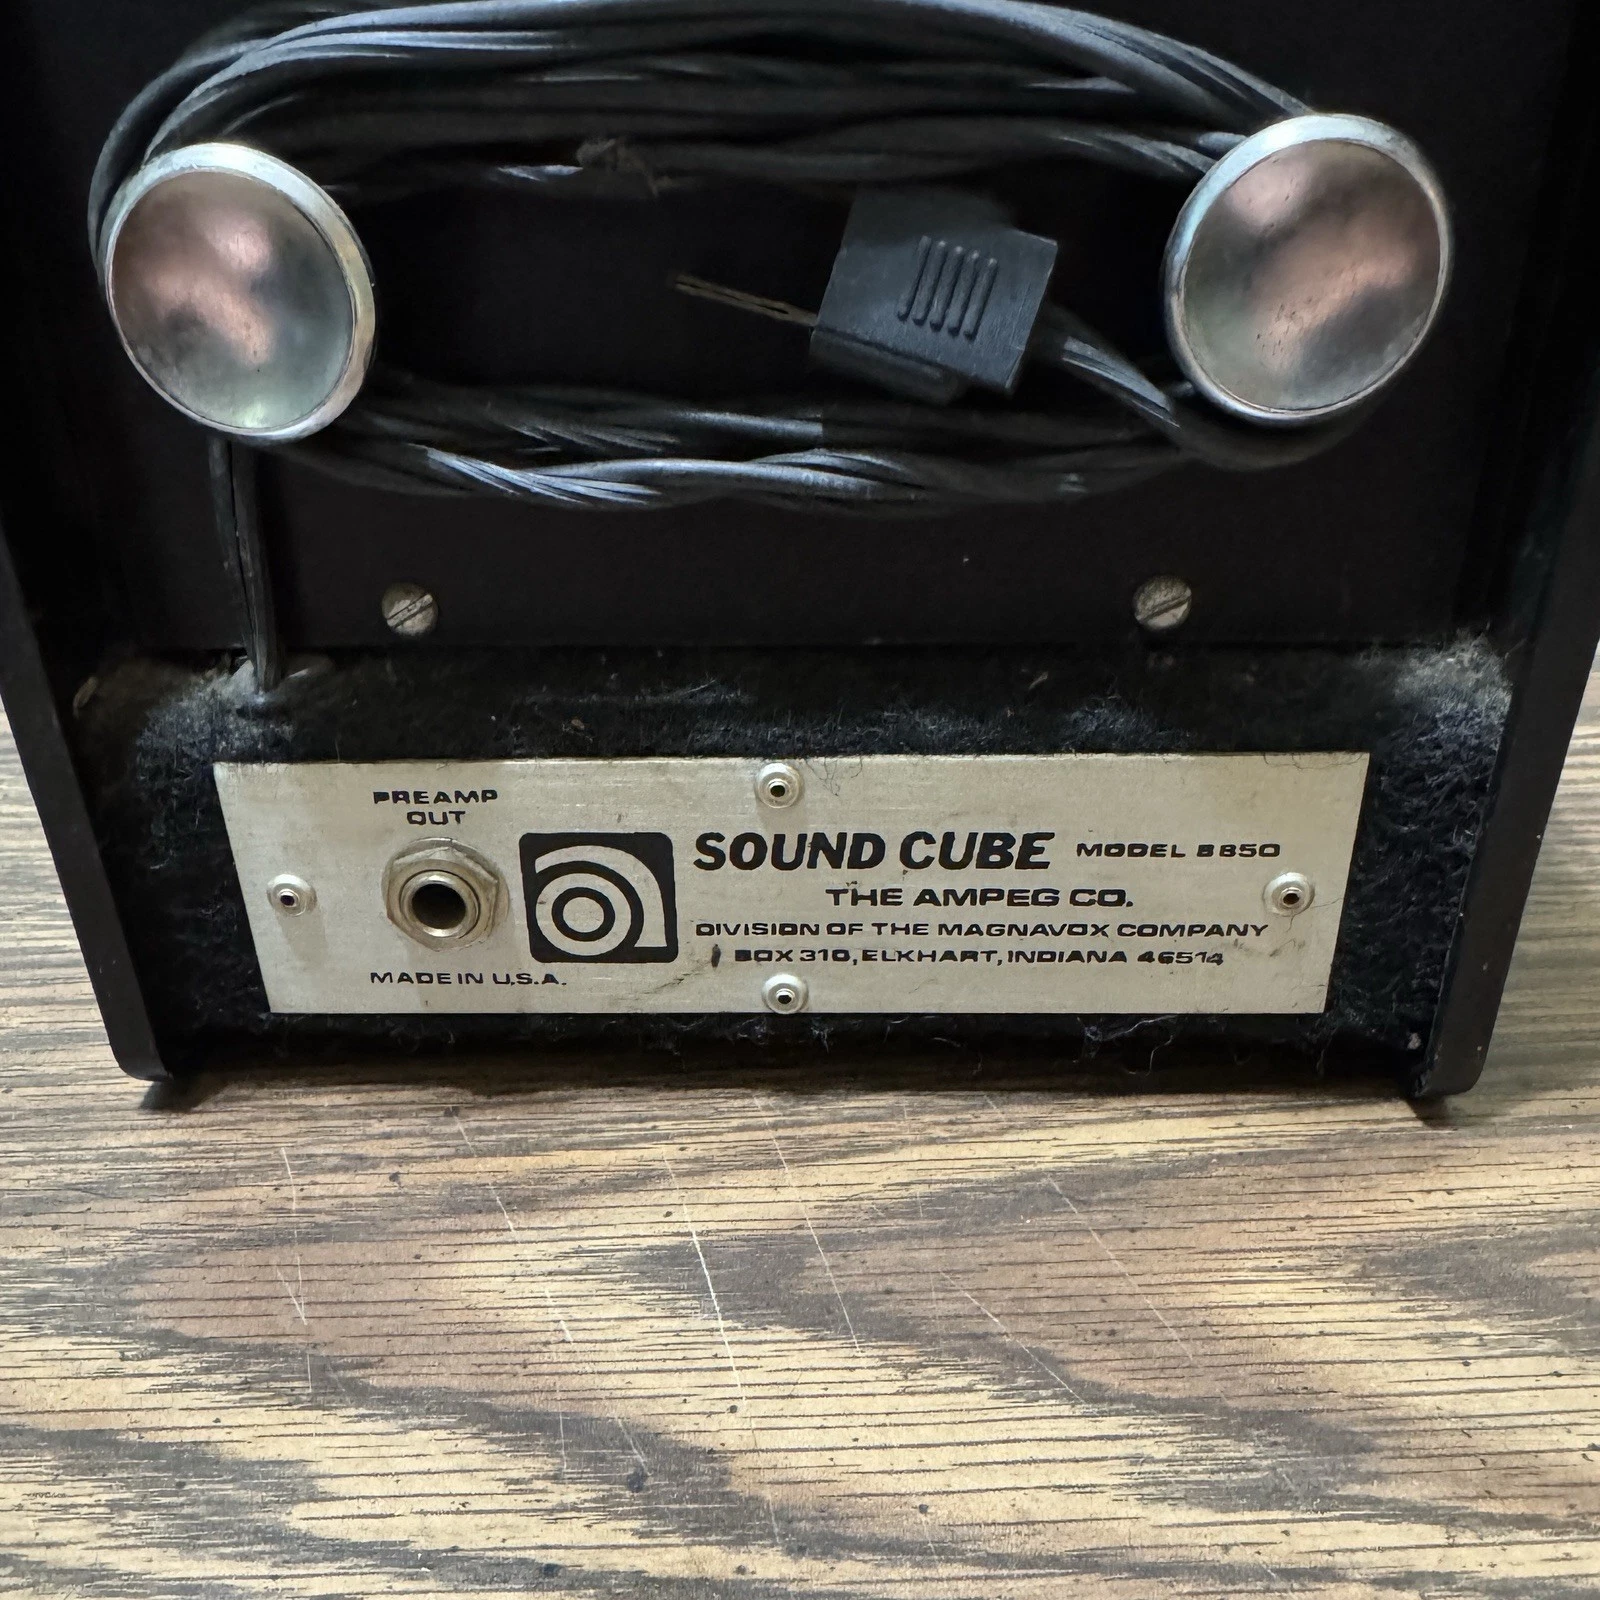 PREAMP
OUT
SOUND CUBE MODEL 8850
THE AMPEG CO.
DIVISION OF THE MAGNAVOX COMPANY
BOX 310, ELKHART, INDIANA 46514
MADE IN U.S.A.